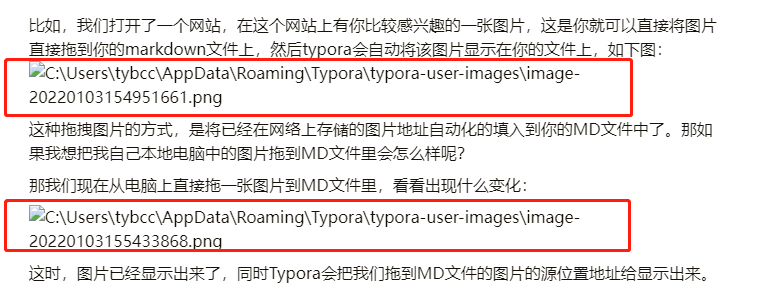 比如，我们打开了一个网站，在这个网站上有你比较感兴趣的一张图片，这是你就可以直接将图片
直接拖到你的markdown文件上，然后typora会自动将该图片显示在你的文件上，如下图：
C:\Users\tybcc\AppData\Roaming\Typora\typora-user-images\image-
20220103154951661.png
这种拖拽图片的方式，是将已经在网络上存储的图片地址自动化的填入到你的MD文件中了。那如
果我想把我自己本地电脑中的图片拖到MD文件里会怎么样呢？
那我们现在从电脑上直接拖一张图片到MD文件里，看看出现什么变化：
C:\Users\tybcc\AppData\Roaming\Typora\typora-user-images\image-
20220103155433868.png
这时，图片已经显示出来了，同时Typora会把我们拖到MD文件的图片的源位置地址给显示出来。